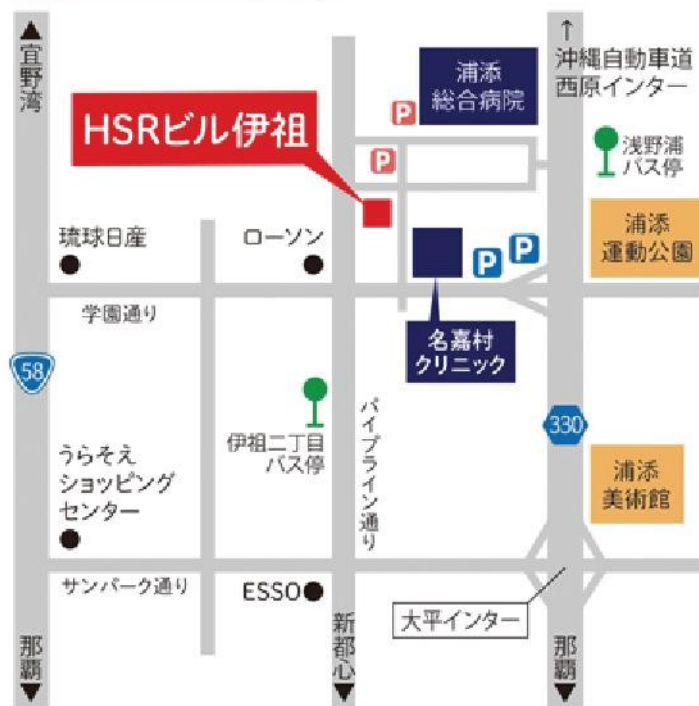 ▲宜野湾
↑
沖縄自動車道
西原インター
浦添
総合病院
P
HSRビル伊祖
P
浅野浦
バス停
琉球日産
ローソン
P
P
浦添
運動公園
学園通り
名嘉村
クリニック
58
伊祖二丁目
バス停
パイプライン通り
330
うらそえ
ショッピング
センター
浦添
美術館
サンパーク通り
ESSO
大平インター
那覇▼
新都心▼
那覇▼